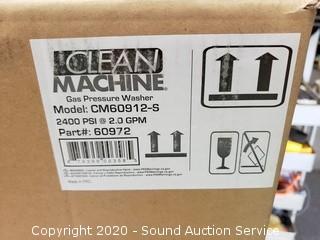 CLEAN
MACHINE
Gas Pressure Washer
Model: CM60912-S
2400 PSI @ 2.0 GPM
Part#: 60972
Copyright © 2020 - Sound Auction Service